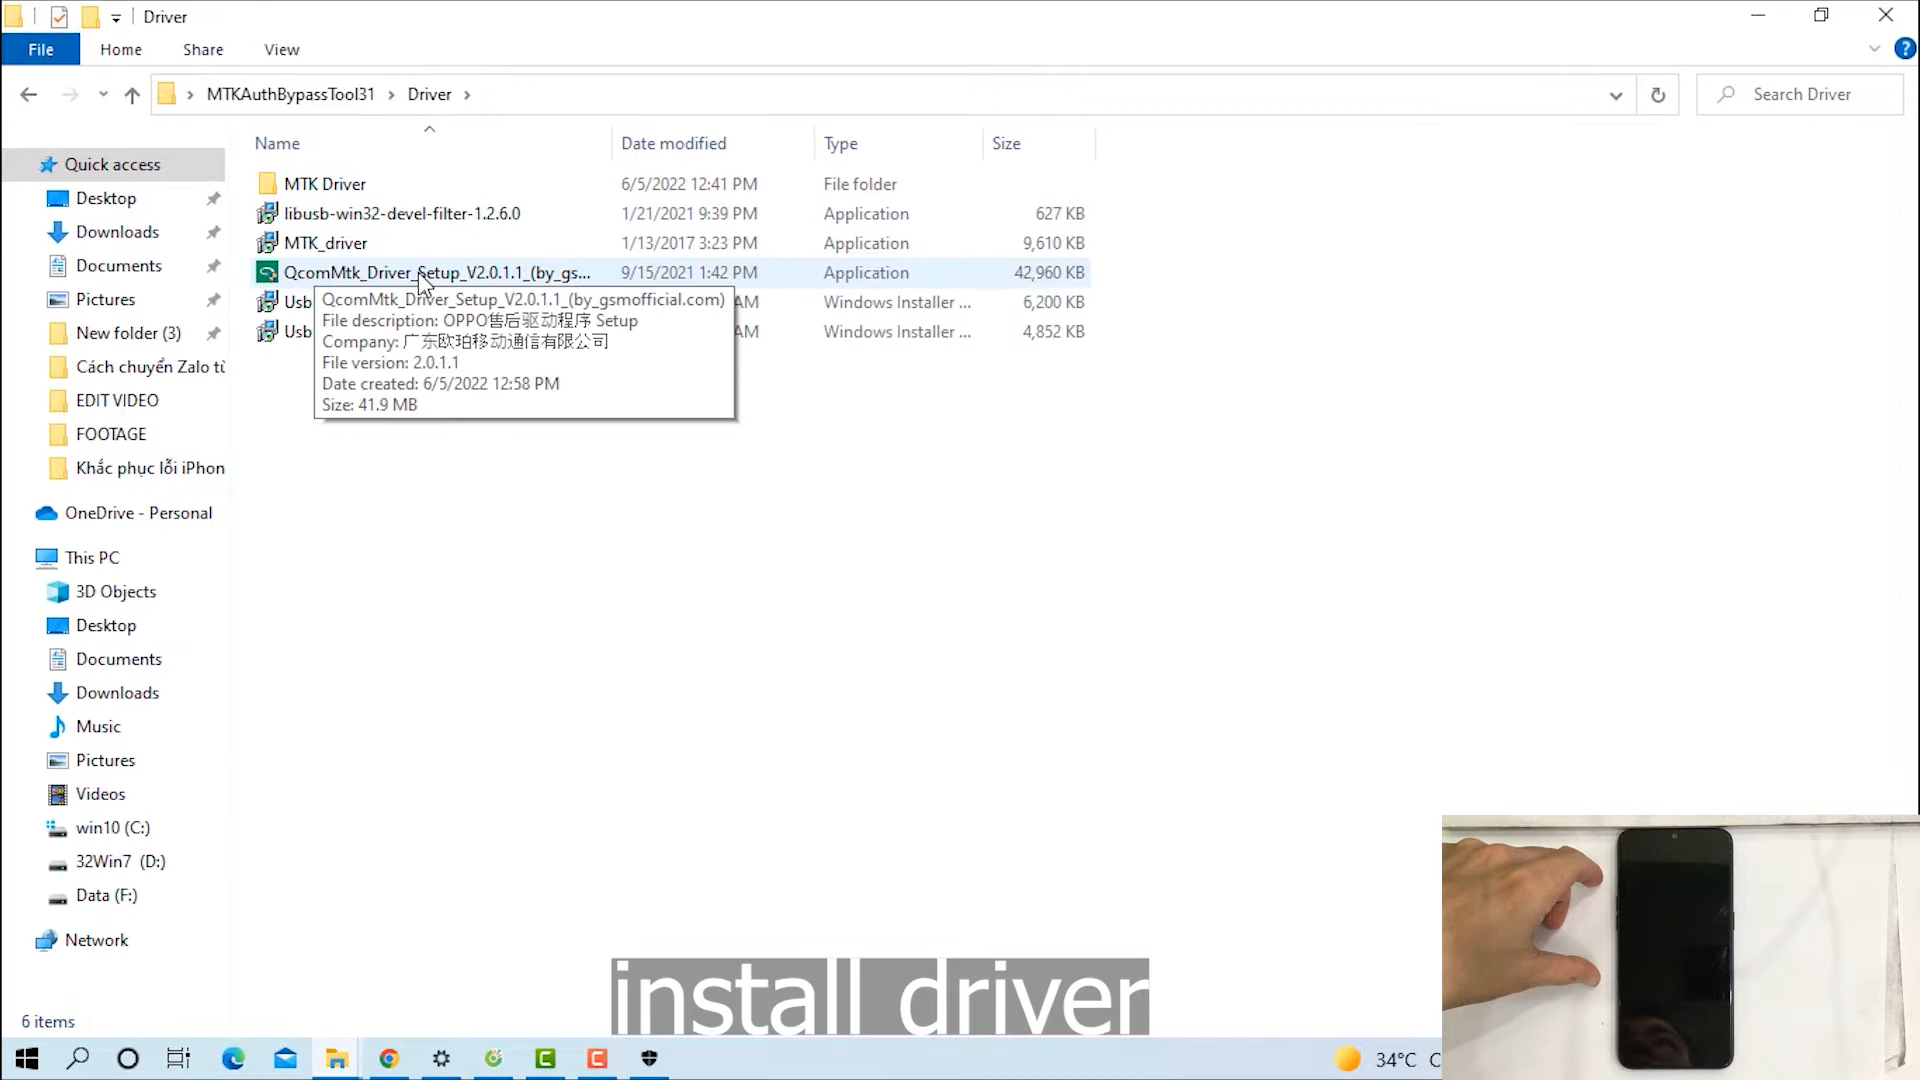 Driver
File Home Share View
MTKAuthBypassTool31 Driver
Search Driver
Name Date modified Type Size
MTK Driver 6/5/2022 12:41 PM File folder
libusb-win32-devel-filter-1.2.6.0 1/21/2021 9:39 PM Application 627 KB
MTK_driver 1/13/2017 3:23 PM Application 9,610 KB
QcomMtk_Driver_Setup_V2.0.1.1_(by_gs... 9/15/2021 1:42 PM Application 42,960 KB
Usb AM Windows Installer ... 6,200 KB
Usb AM Windows Installer ... 4,852 KB
QcomMtk_Driver_Setup_V2.0.1.1_(by_gsmofficial.com)
File description: OPPO售后驱动程序 Setup
Company: 广东欧珀移动通信有限公司
File version: 2.0.1.1
Date created: 6/5/2022 12:58 PM
Size: 41.9 MB
Quick access
Desktop
Downloads
Documents
Pictures
New folder (3)
Cách chuyển Zalo từ
EDIT VIDEO
FOOTAGE
Khắc phục lỗi iPhon
OneDrive - Personal
This PC
3D Objects
Desktop
Documents
Downloads
Music
Pictures
Videos
win10 (C:)
32Win7 (D:)
Data (F:)
Network
6 items
install driver
34°C C